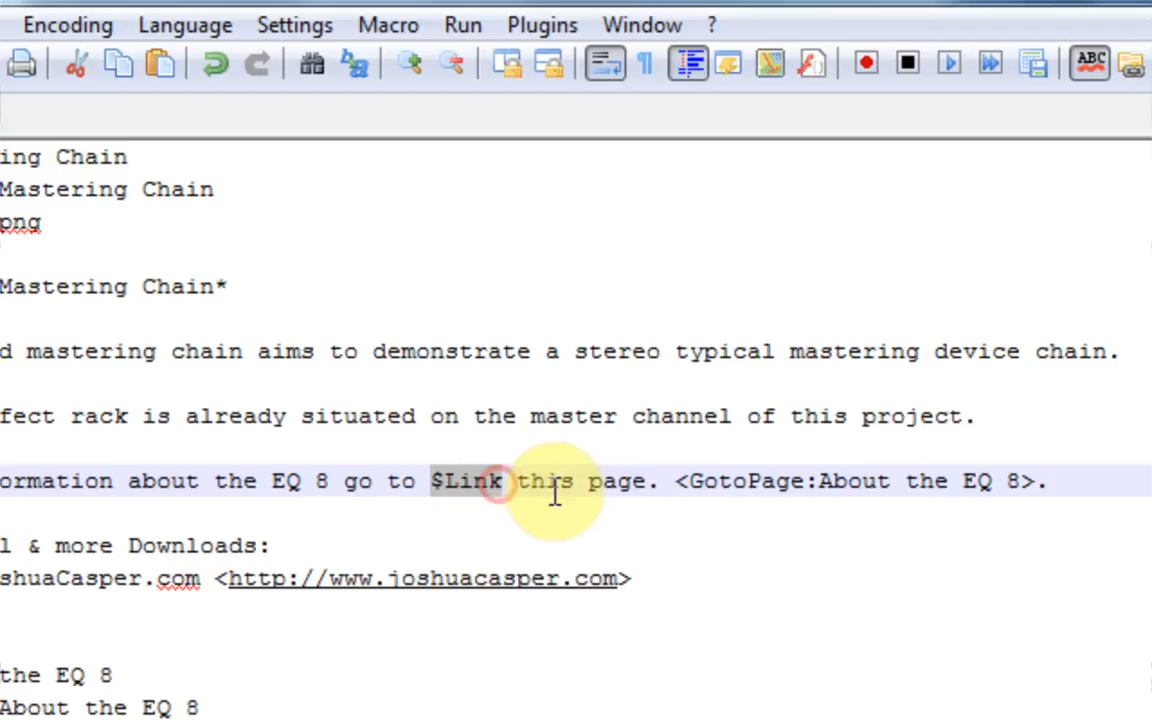 Encoding Language Settings Macro Run Plugins Window ?
ABC
ing Chain
Mastering Chain
png
Mastering Chain*
d mastering chain aims to demonstrate a stereo typical mastering device chain.
fect rack is already situated on the master channel of this project.
ormation about the EQ 8 go to $Link this page. <GotoPage:About the EQ 8>.
l & more Downloads:
shuaCasper.com <http://www.joshuacasper.com>
the EQ 8
About the EQ 8